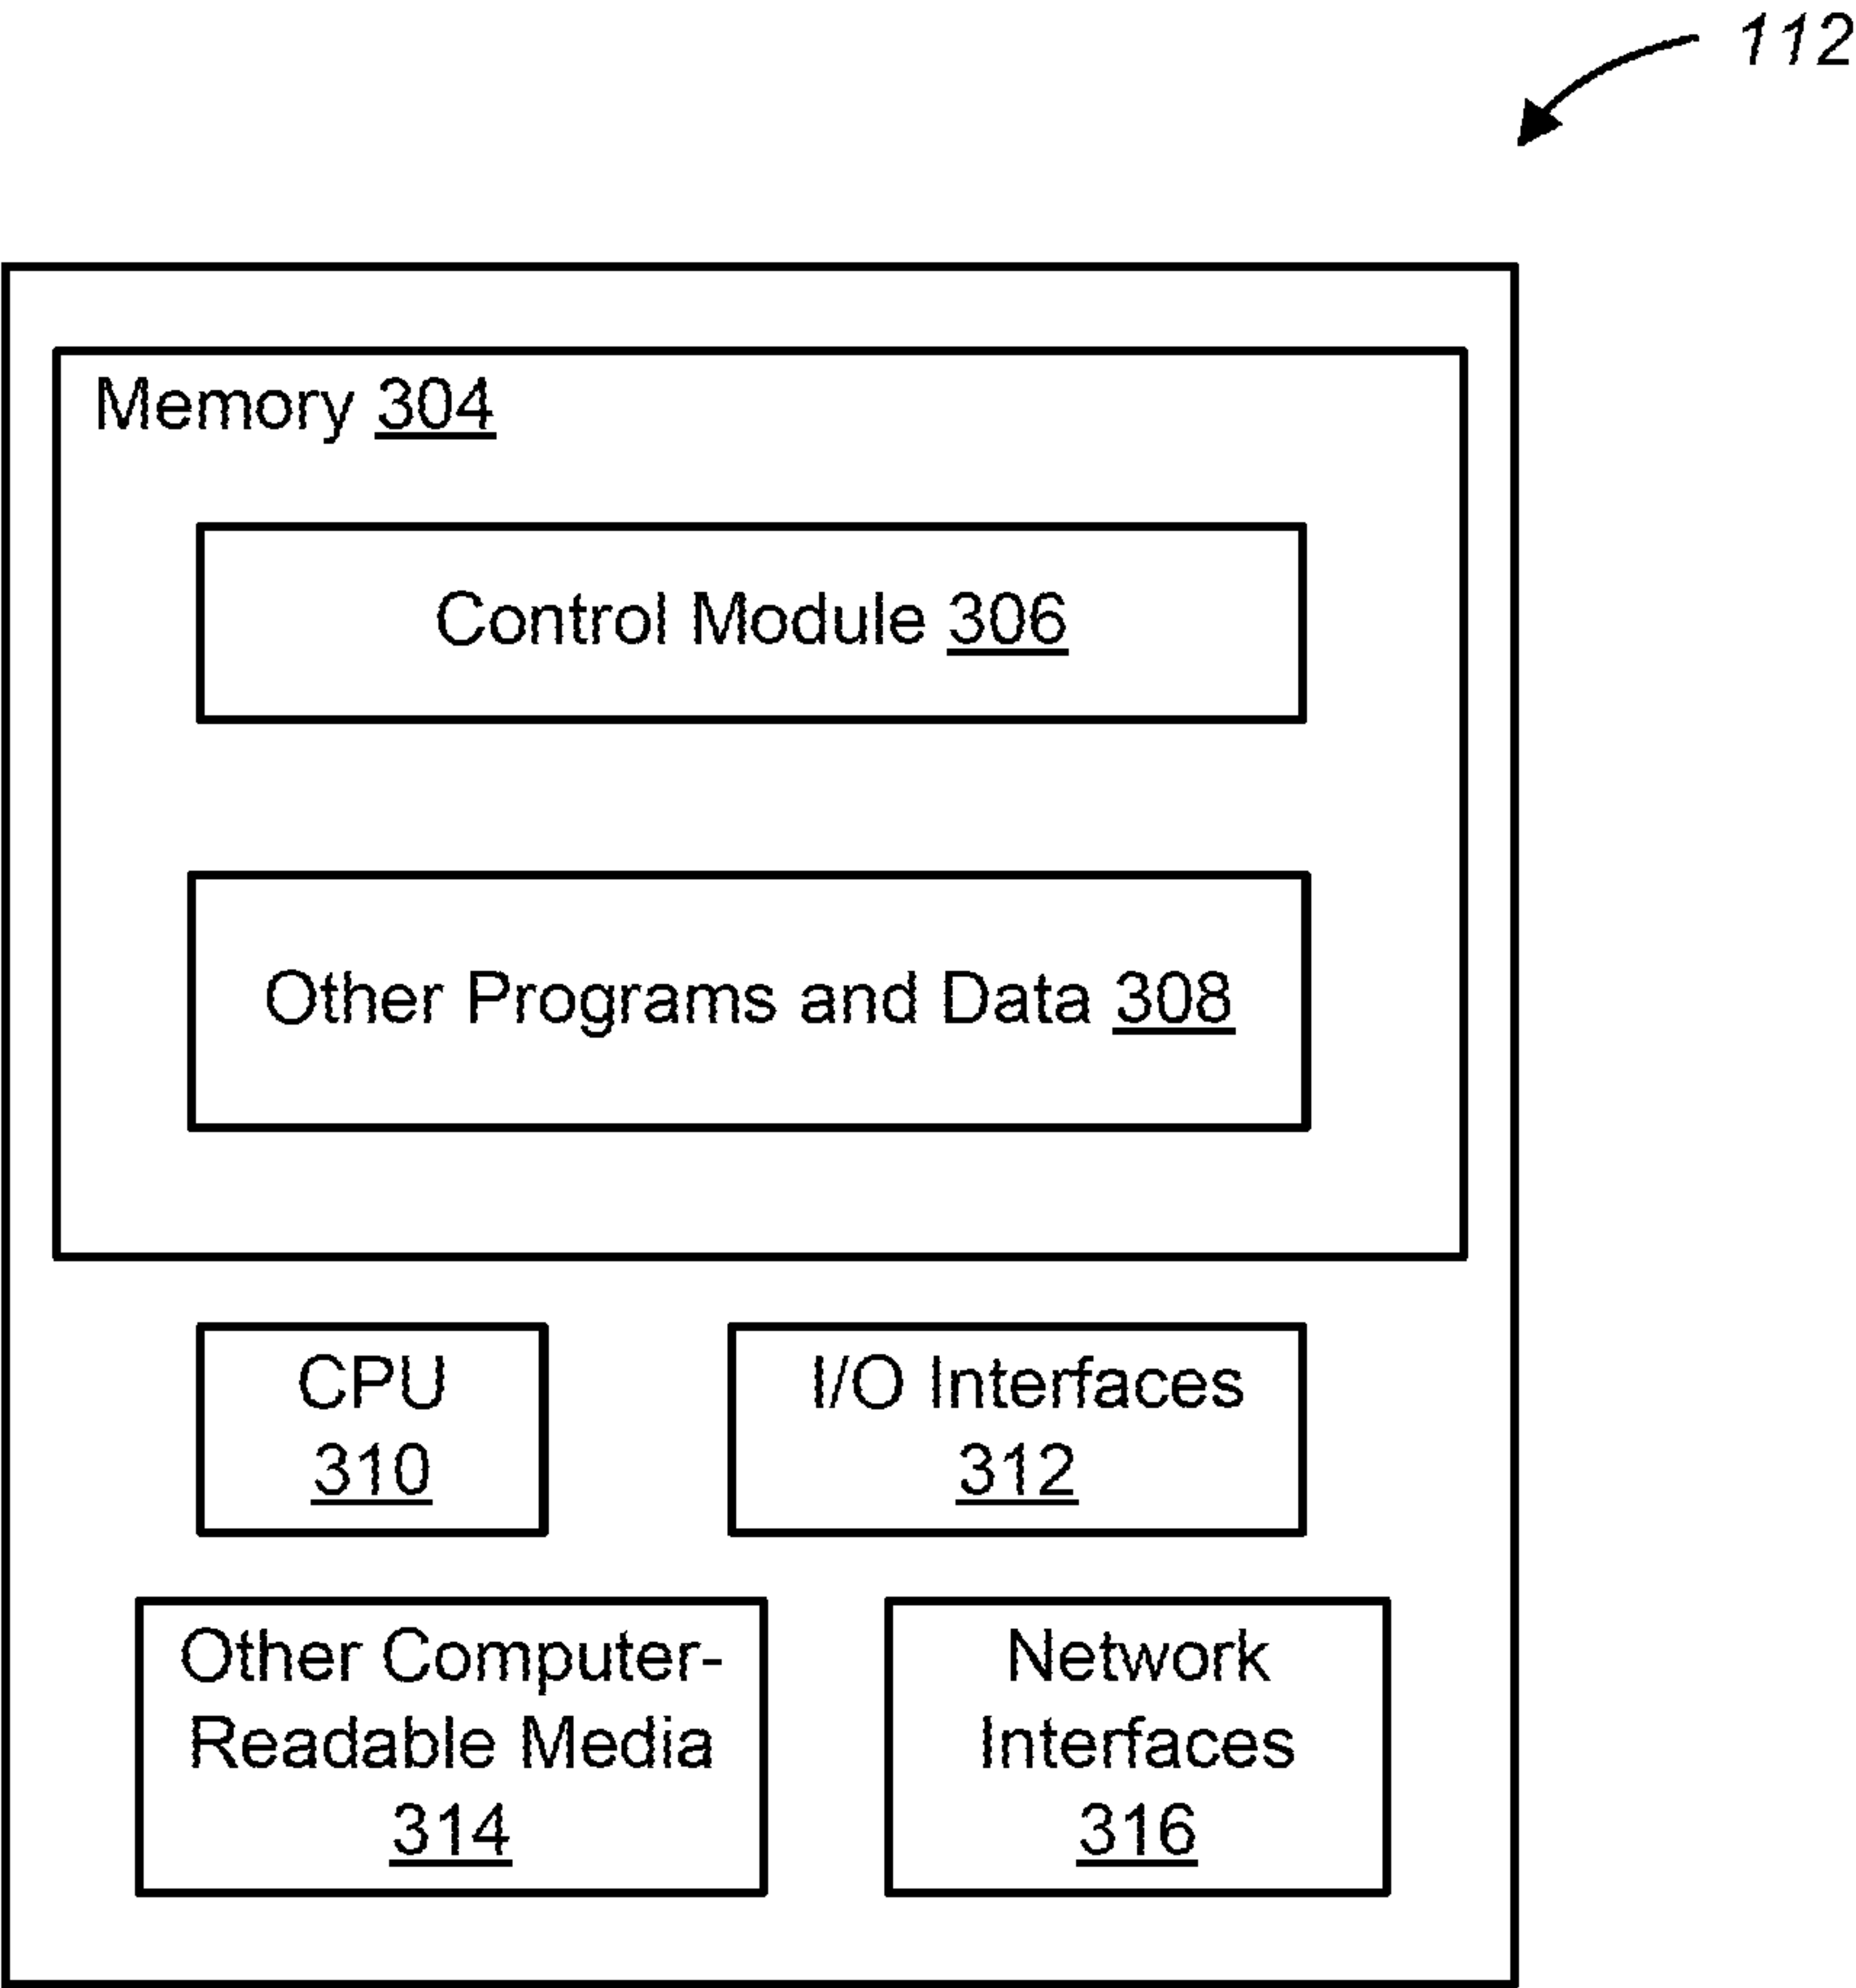 112
Memory 304
Control Module 306
Other Programs and Data 308
CPU
310
I/O Interfaces
312
Other Computer-
Readable Media
314
Network
Interfaces
316